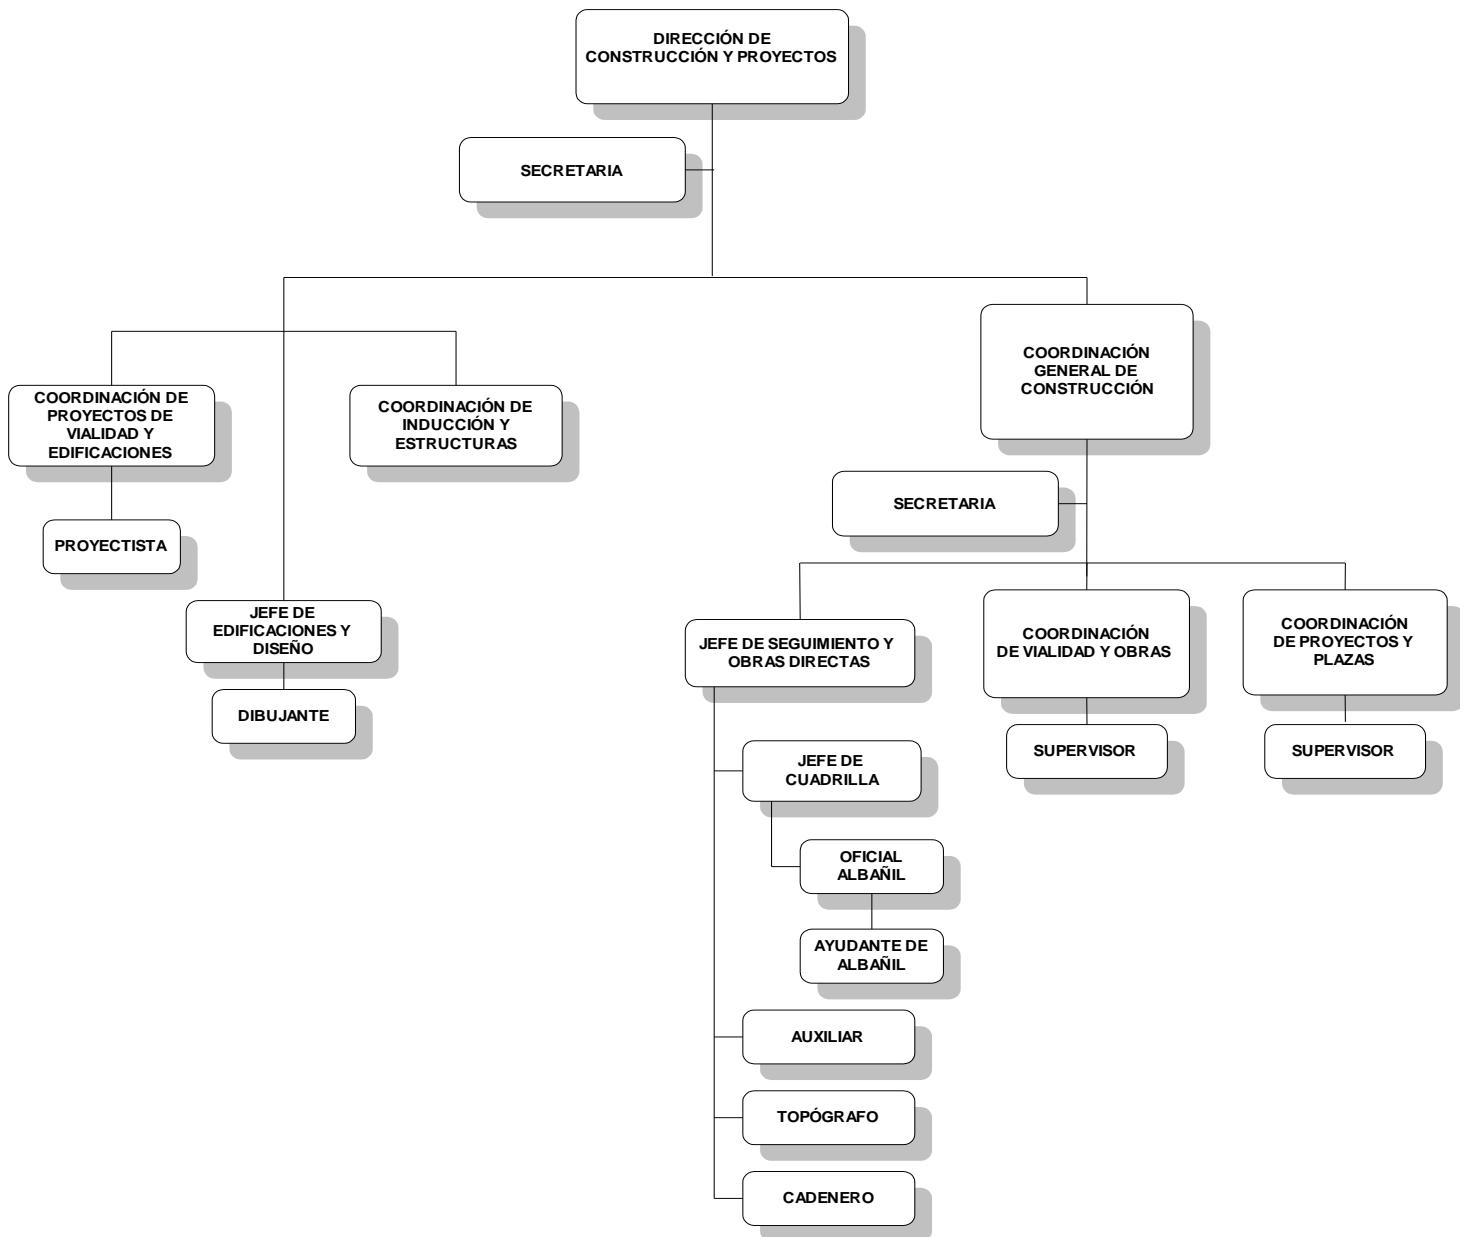 DIRECCIÓN DE
CONSTRUCCIÓN Y PROYECTOS
SECRETARIA
COORDINACIÓN DE
PROYECTOS DE
VIALIDAD Y
EDIFICACIONES
COORDINACIÓN DE
INDUCCIÓN Y
ESTRUCTURAS
COORDINACIÓN
GENERAL DE
CONSTRUCCIÓN
SECRETARIA
PROYECTISTA
JEFE DE
EDIFICACIONES Y
DISEÑO
DIBUJANTE
JEFE DE SEGUIMIENTO Y
OBRAS DIRECTAS
COORDINACIÓN
DE VIALIDAD Y OBRAS
COORDINACIÓN
DE PROYECTOS Y
PLAZAS
JEFE DE
CUADRILLA
SUPERVISOR
SUPERVISOR
OFICIAL
ALBAÑIL
AYUDANTE DE
ALBAÑIL
AUXILIAR
TOPÓGRAFO
CADENERO